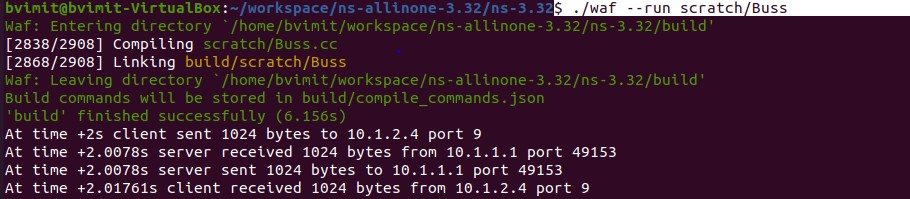 bvimit@bvimit-VirtualBox:~/workspace/ns-allinone-3.32/ns-3.32$ ./waf --run scratch/Buss
Waf: Entering directory `/home/bvimit/workspace/ns-allinone-3.32/ns-3.32/build'
[2838/2908] Compiling scratch/Buss.cc
[2868/2908] Linking build/scratch/Buss
Waf: Leaving directory `/home/bvimit/workspace/ns-allinone-3.32/ns-3.32/build'
Build commands will be stored in build/compile_commands.json
'build' finished successfully (6.156s)
At time +2s client sent 1024 bytes to 10.1.2.4 port 9
At time +2.0078s server received 1024 bytes from 10.1.1.1 port 49153
At time +2.0078s server sent 1024 bytes to 10.1.1.1 port 49153
At time +2.01761s client received 1024 bytes from 10.1.2.4 port 9